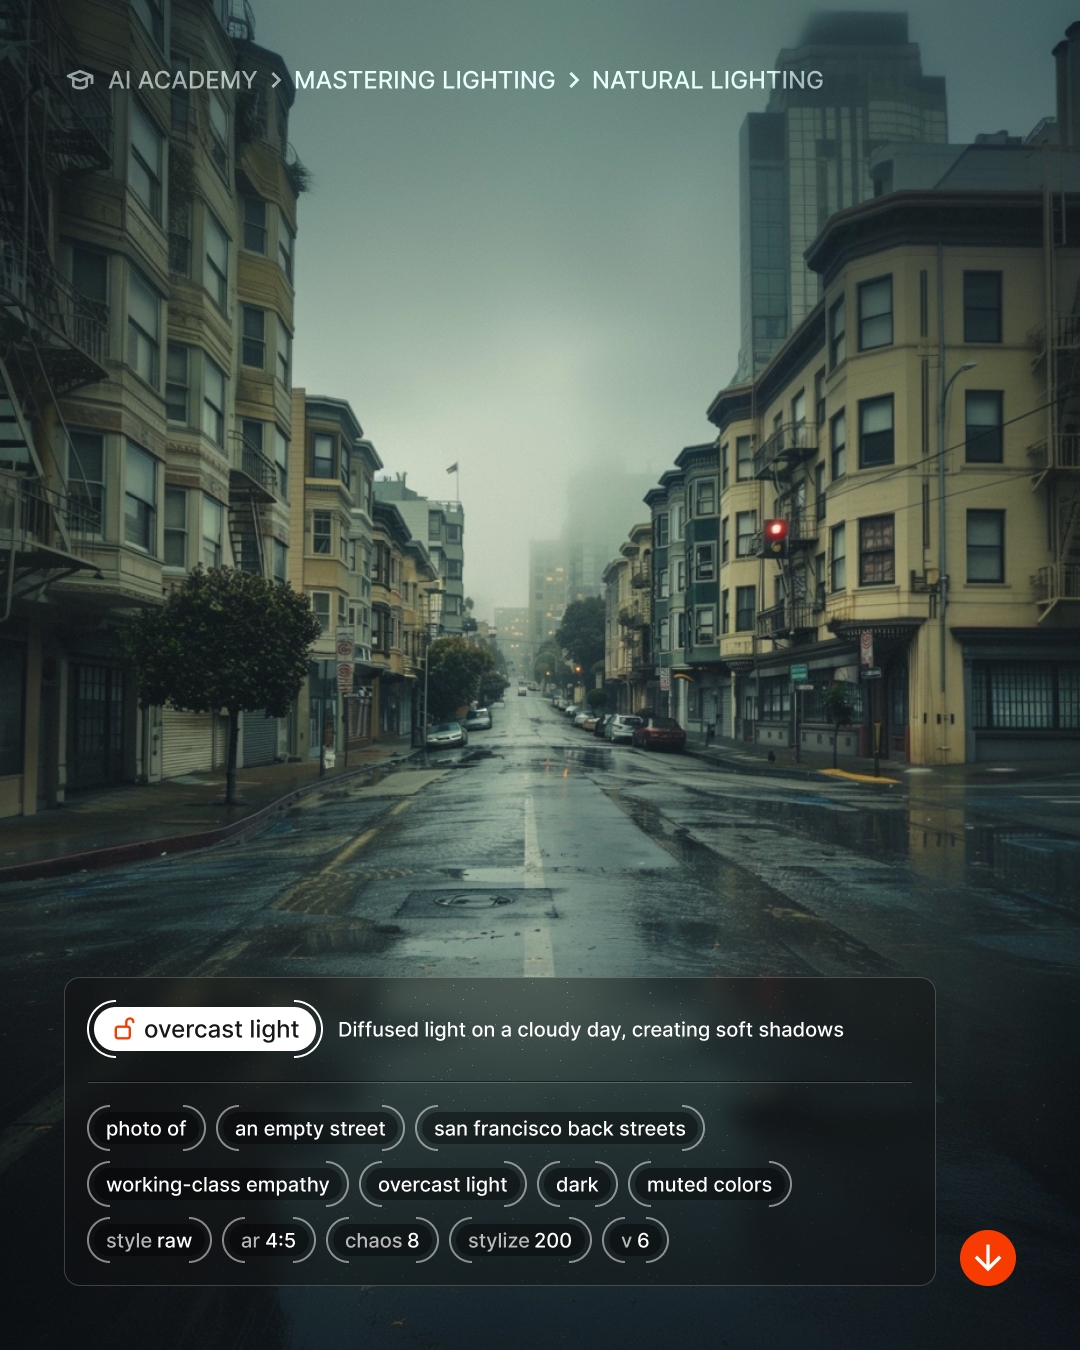 AI ACADEMY > MASTERING LIGHTING > NATURAL LIGHTING
overcast light Diffused light on a cloudy day, creating soft shadows
photo of an empty street san francisco back streets
working-class empathy overcast light dark muted colors
style raw ar 4:5 chaos 8 stylize 200 v 6